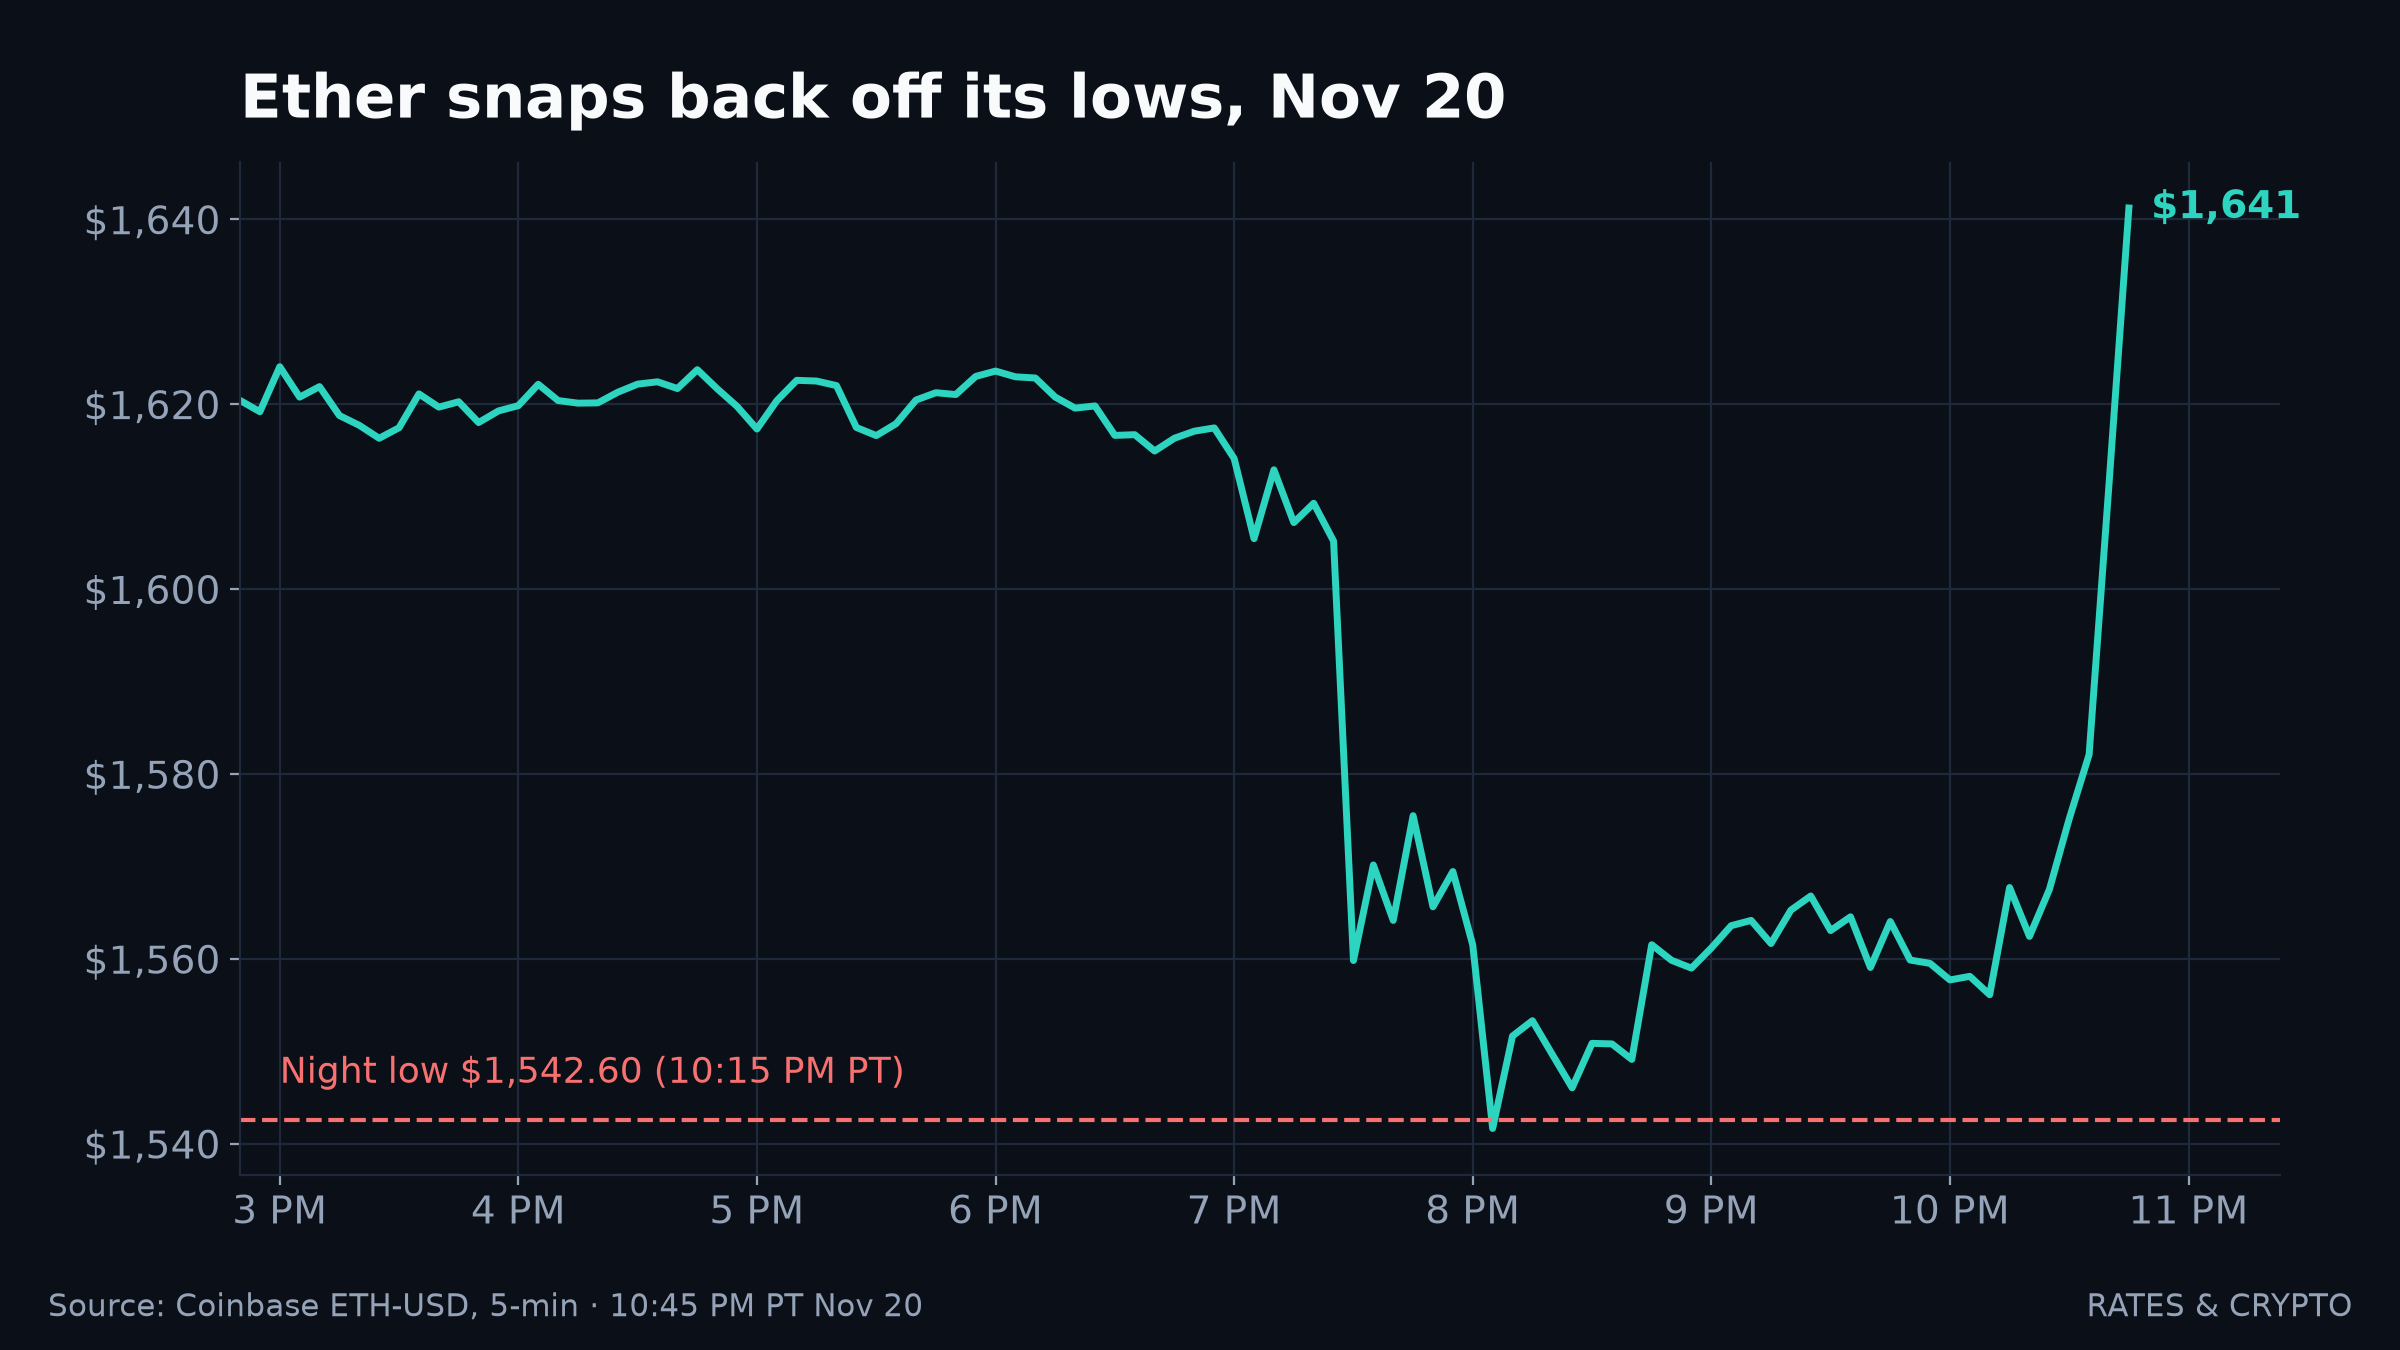 Ether snaps back off its lows, Nov 20
$1,641
$1,640
$1,620
$1,600
$1,580
$1,560
$1,540
Night low $1,542.60 (10:15 PM PT)
3 PM 4 PM 5 PM 6 PM 7 PM 8 PM 9 PM 10 PM 11 PM
Source: Coinbase ETH-USD, 5-min · 10:45 PM PT Nov 20
RATES & CRYPTO